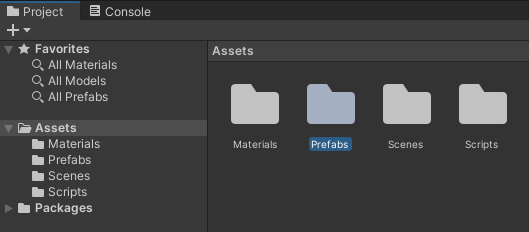 Project Console
Favorites
All Materials
All Models
All Prefabs
Assets
Materials
Prefabs
Scenes
Scripts
Packages
Assets
Materials Prefabs Scenes Scripts